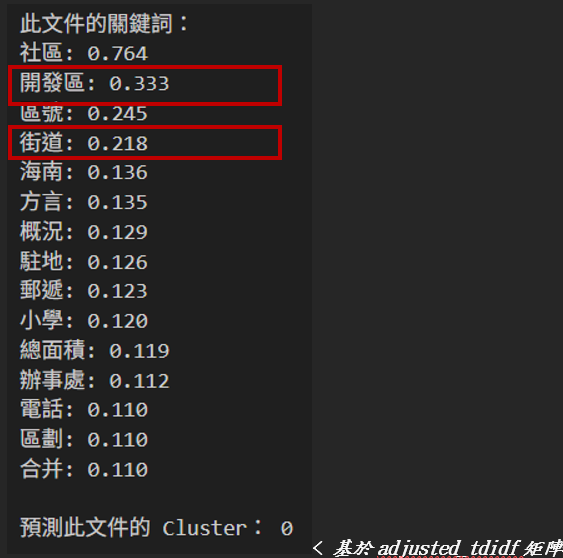 此文件的關鍵詞：
社區: 0.764
開發區: 0.333
區號: 0.245
街道: 0.218
海南: 0.136
方言: 0.135
概況: 0.129
駐地: 0.126
郵遞: 0.123
小學: 0.120
總面積: 0.119
辦事處: 0.112
電話: 0.110
區劃: 0.110
合并: 0.110
預測此文件的 Cluster： 0
< 基於 adjusted_tdidf 矩陣